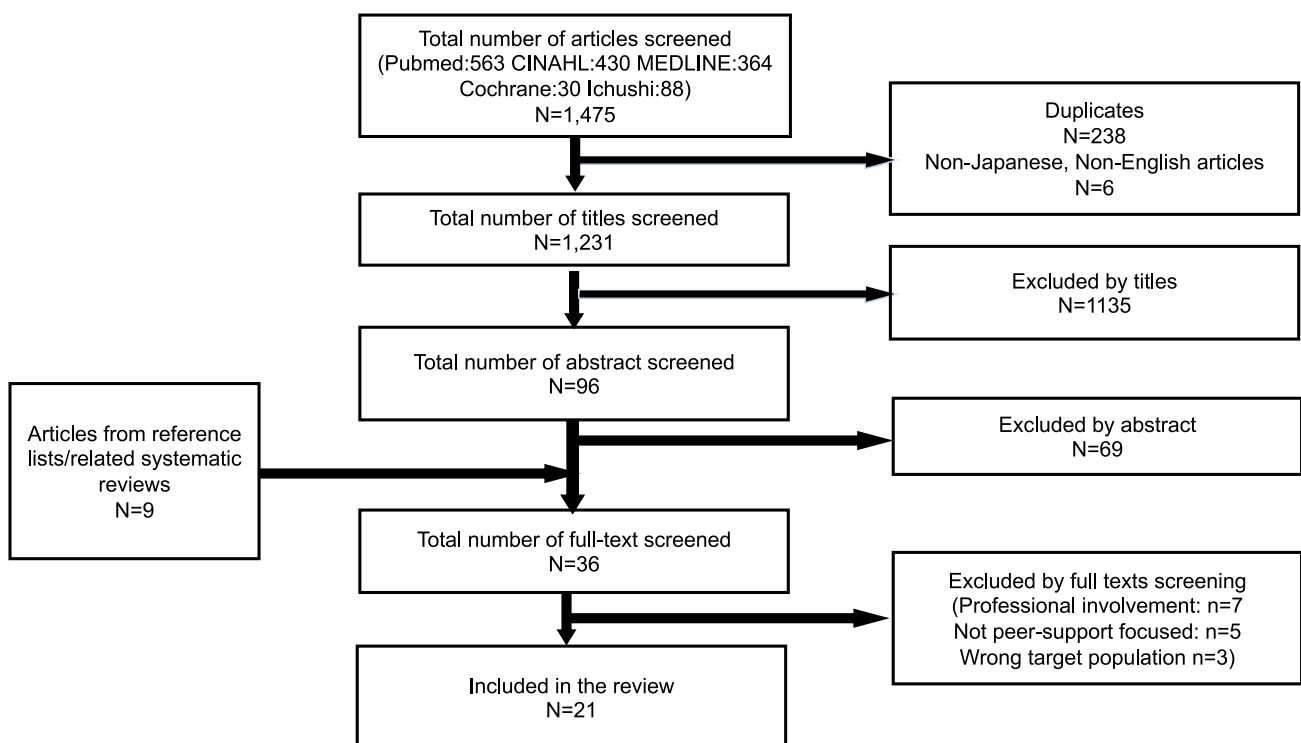 Total number of articles screened
(Pubmed:563 CINAHL:430 MEDLINE:364
Cochrane:30 Ichushi:88)
N=1,475
Duplicates
N=238
Non-Japanese, Non-English articles
N=6
Total number of titles screened
N=1,231
Excluded by titles
N=1135
Total number of abstract screened
N=96
Articles from reference
lists/related systematic
reviews
N=9
Excluded by abstract
N=69
Total number of full-text screened
N=36
Excluded by full texts screening
(Professional involvement: n=7
Not peer-support focused: n=5
Wrong target population n=3)
Included in the review
N=21